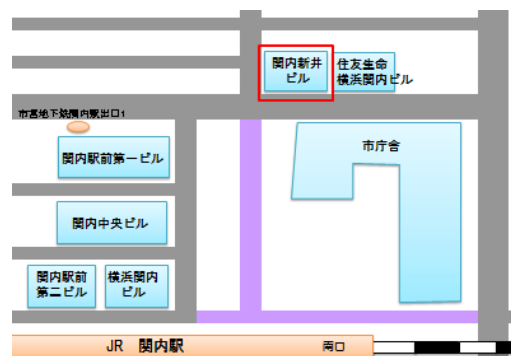 関内新井
ビル
住友生命
横浜関内ビル
市営地下鉄関内駅出口1
関内駅前第一ビル
市庁舎
関内中央ビル
関内駅前
第二ビル
横浜関内
ビル
JR 関内駅
南口